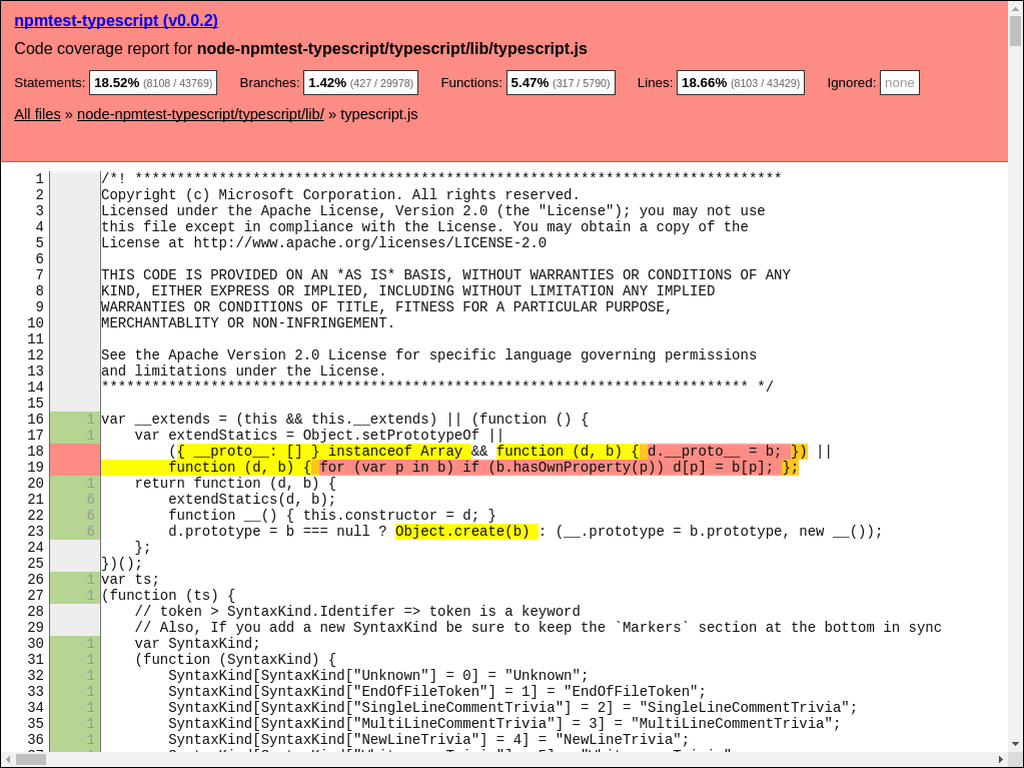 npmtest-typescript (v0.0.2)
Code coverage report for node-npmtest-typescript/typescript/lib/typescript.js
Statements: 18.52% (8108 / 43769) Branches: 1.42% (427 / 29978) Functions: 5.47% (317 / 5790) Lines: 18.66% (8103 / 43429) Ignored: none
All files » node-npmtest-typescript/typescript/lib/ » typescript.js
1 /*! *****************************************************************************
2 Copyright (c) Microsoft Corporation. All rights reserved.
3 Licensed under the Apache License, Version 2.0 (the "License"); you may not use
4 this file except in compliance with the License. You may obtain a copy of the
5 License at http://www.apache.org/licenses/LICENSE-2.0
6
7 THIS CODE IS PROVIDED ON AN *AS IS* BASIS, WITHOUT WARRANTIES OR CONDITIONS OF ANY
8 KIND, EITHER EXPRESS OR IMPLIED, INCLUDING WITHOUT LIMITATION ANY IMPLIED
9 WARRANTIES OR CONDITIONS OF TITLE, FITNESS FOR A PARTICULAR PURPOSE,
10 MERCHANTABLITY OR NON-INFRINGEMENT.
11
12 See the Apache Version 2.0 License for specific language governing permissions
13 and limitations under the License.
14 ***************************************************************************** */
15
16 1 var __extends = (this && this.__extends) || (function () {
17 1     var extendStatics = Object.setPrototypeOf ||
18         ({ __proto__: [] } instanceof Array && function (d, b) { d.__proto__ = b; }) ||
19         function (d, b) { for (var p in b) if (b.hasOwnProperty(p)) d[p] = b[p]; };
20 1     return function (d, b) {
21 6         extendStatics(d, b);
22 6         function __() { this.constructor = d; }
23 6         d.prototype = b === null ? Object.create(b) : (__.prototype = b.prototype, new __());
24     };
25 })();
26 1 var ts;
27 1 (function (ts) {
28     // token > SyntaxKind.Identifer => token is a keyword
29     // Also, If you add a new SyntaxKind be sure to keep the `Markers` section at the bottom in sync
30 1     var SyntaxKind;
31 1     (function (SyntaxKind) {
32 1         SyntaxKind[SyntaxKind["Unknown"] = 0] = "Unknown";
33 1         SyntaxKind[SyntaxKind["EndOfFileToken"] = 1] = "EndOfFileToken";
34 1         SyntaxKind[SyntaxKind["SingleLineCommentTrivia"] = 2] = "SingleLineCommentTrivia";
35 1         SyntaxKind[SyntaxKind["MultiLineCommentTrivia"] = 3] = "MultiLineCommentTrivia";
36 1         SyntaxKind[SyntaxKind["NewLineTrivia"] = 4] = "NewLineTrivia";